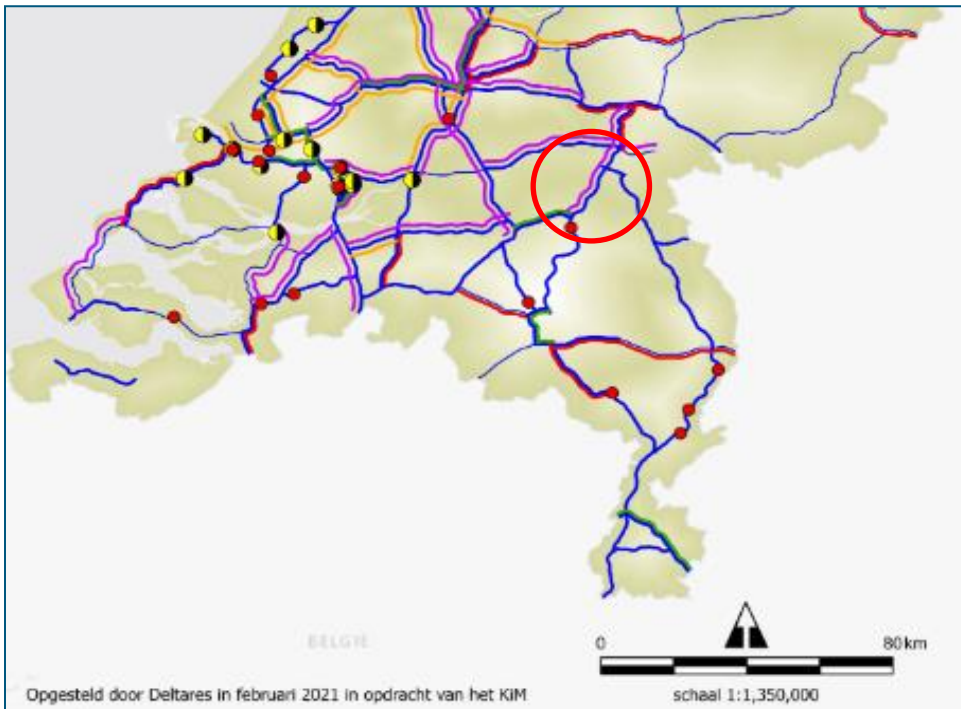 BELGIE
0 80 km
Opgesteld door Deltares in februari 2021 in opdracht van het KiM
schaal 1:1,350,000